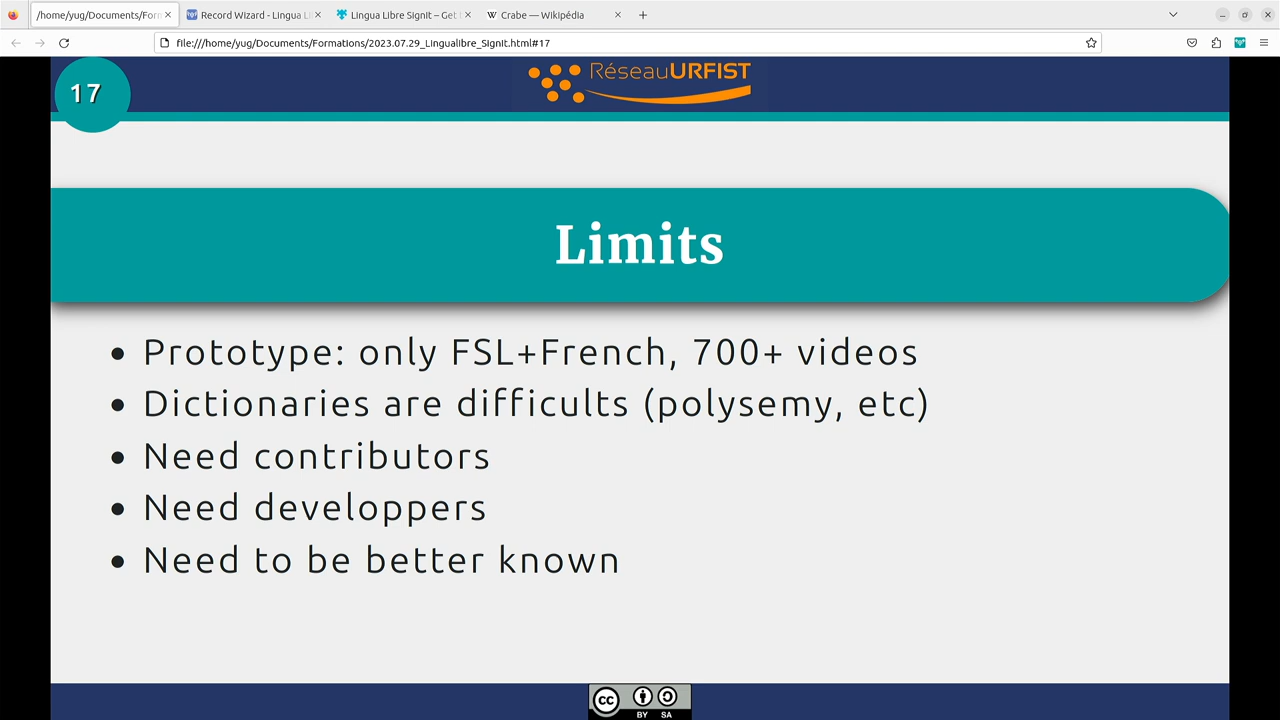 /home/yug/Documents/Forn
Record Wizard - Lingua Li
Lingua Libre SignIt – Get
Crabe — Wikipédia
file:///home/yug/Documents/Formations/2023.07.29_Lingualibre_SignIt.html#17
17
RéseauURFIST
Limits
Prototype: only FSL+French, 700+ videos
Dictionaries are difficults (polysemy, etc)
Need contributors
Need developpers
Need to be better known
cc
BY SA